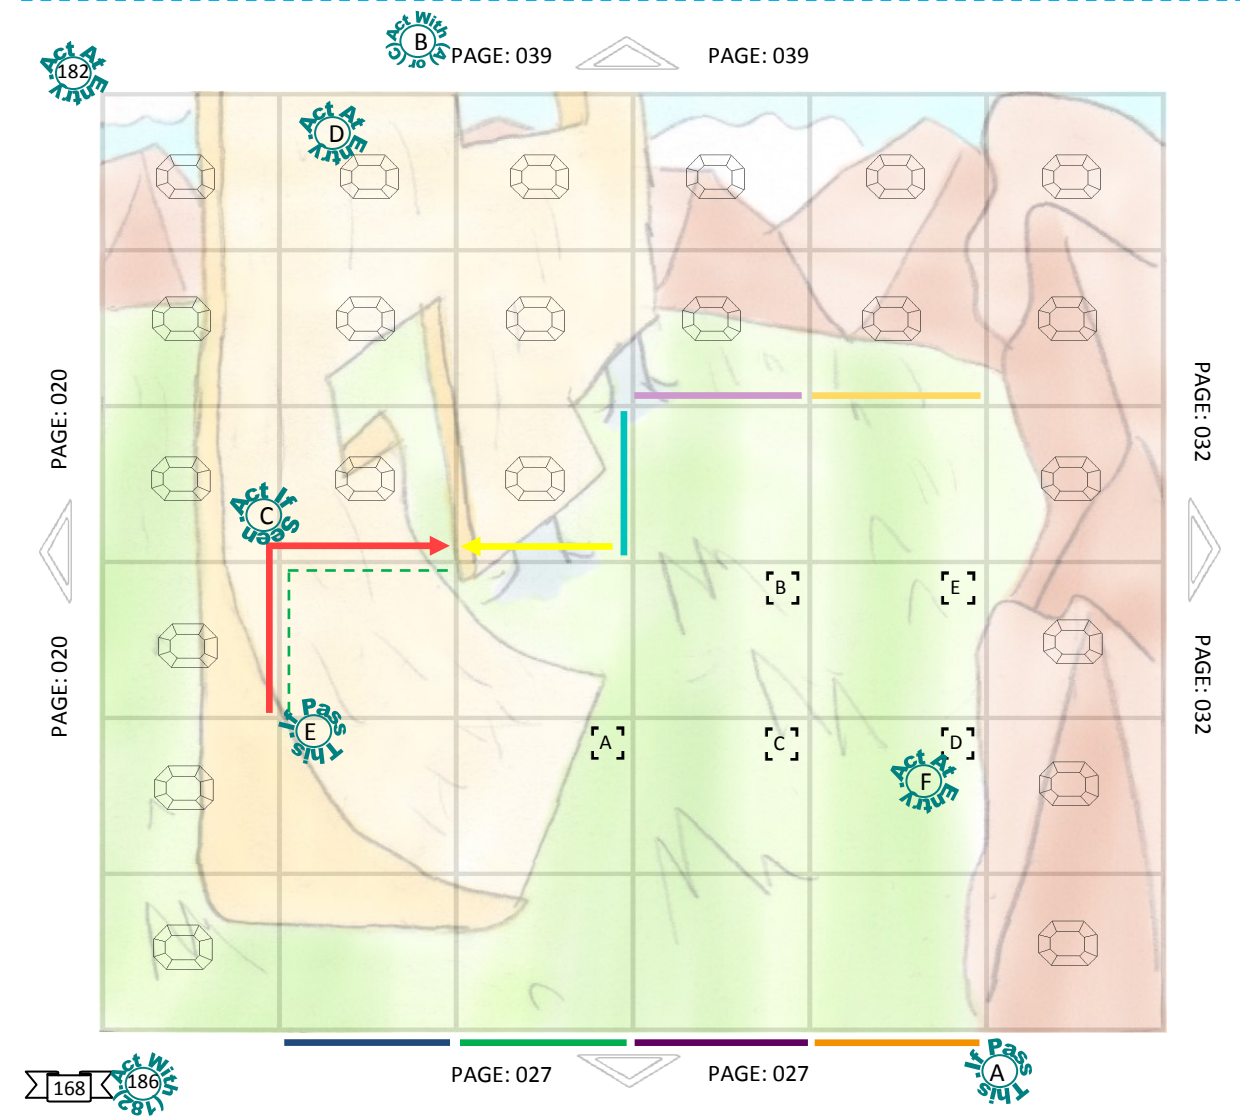 Act With
B
(A or C)
PAGE: 039
PAGE: 039
.Act At
182
Entry.
.Act At
D
Entry.
PAGE: 020
PAGE: 032
.Act If
C
Seen
B
E
PAGE: 020
PAGE: 032
.If Pass
E
This
A
C
D
.Act At
F
Entry.
168
Act With
186
(182)
PAGE: 027
PAGE: 027
.If Pass
A
This